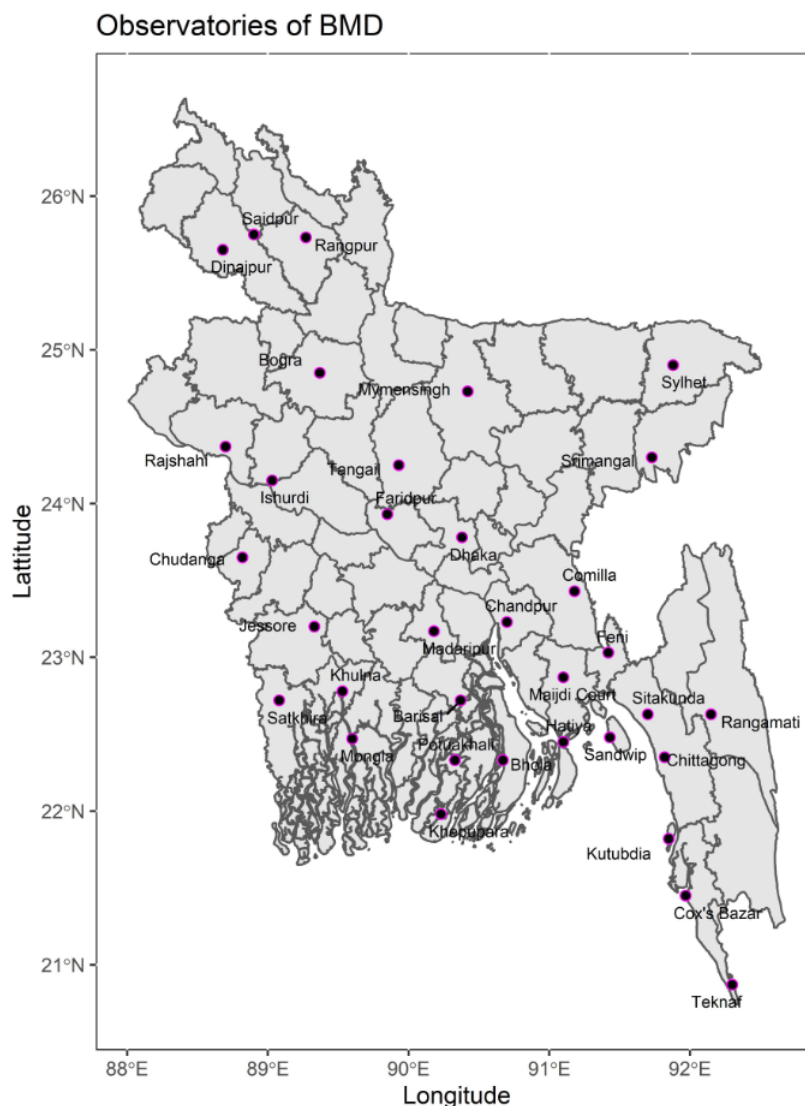 Observatories of BMD
26°N
Saidpur
Rangpur
Dinajpur
25°N
Bogra
Mymensingh
Sylhet
Rajshahi
Tangail
Srimangal
Ishurdi
Faridpur
24°N
Dhaka
Chudanga
Comilla
Chandpur
Jessore
Feni
Madaripur
23°N
Khulna
Maijdi Court
Sitakunda
Satkhira
Barisal
Hatiya
Rangamati
Mongla
Potuakhali
Bhola
Sandwip
Chittagong
22°N
Khepupara
Kutubdia
Cox's Bazar
21°N
Teknaf
88°E
89°E
90°E
91°E
92°E
Longitude
Lattitude